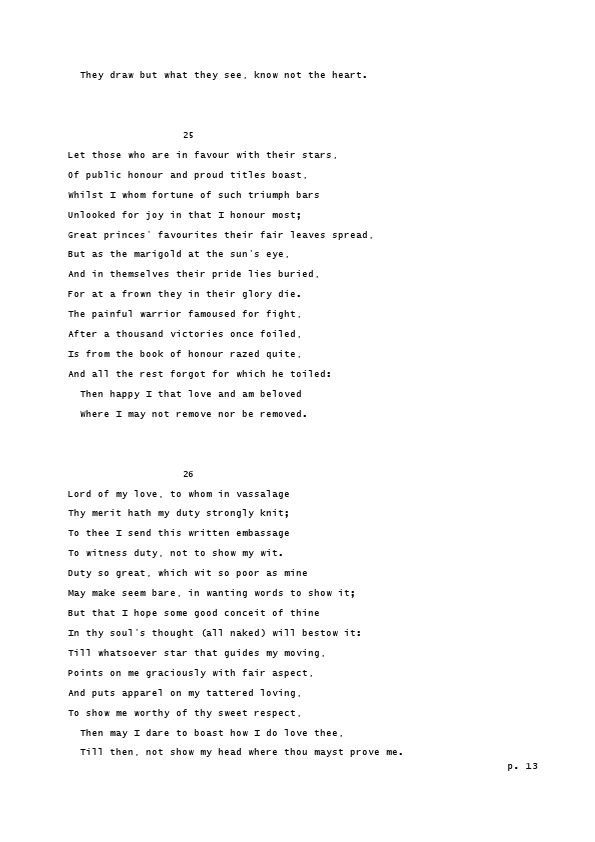 They draw but what they see, know not the heart.
25
Let those who are in favour with their stars,
Of public honour and proud titles boast,
Whilst I whom fortune of such triumph bars
Unlooked for joy in that I honour most;
Great princes' favourites their fair leaves spread,
But as the marigold at the sun's eye,
And in themselves their pride lies buried,
For at a frown they in their glory die.
The painful warrior famoused for fight,
After a thousand victories once foiled,
Is from the book of honour razed quite,
And all the rest forgot for which he toiled:
Then happy I that love and am beloved
Where I may not remove nor be removed.
26
Lord of my love, to whom in vassalage
Thy merit hath my duty strongly knit;
To thee I send this written embassage
To witness duty, not to show my wit.
Duty so great, which wit so poor as mine
May make seem bare, in wanting words to show it;
But that I hope some good conceit of thine
In thy soul's thought (all naked) will bestow it:
Till whatsoever star that guides my moving,
Points on me graciously with fair aspect,
And puts apparel on my tattered loving,
To show me worthy of thy sweet respect,
Then may I dare to boast how I do love thee,
Till then, not show my head where thou mayst prove me.
p. 13